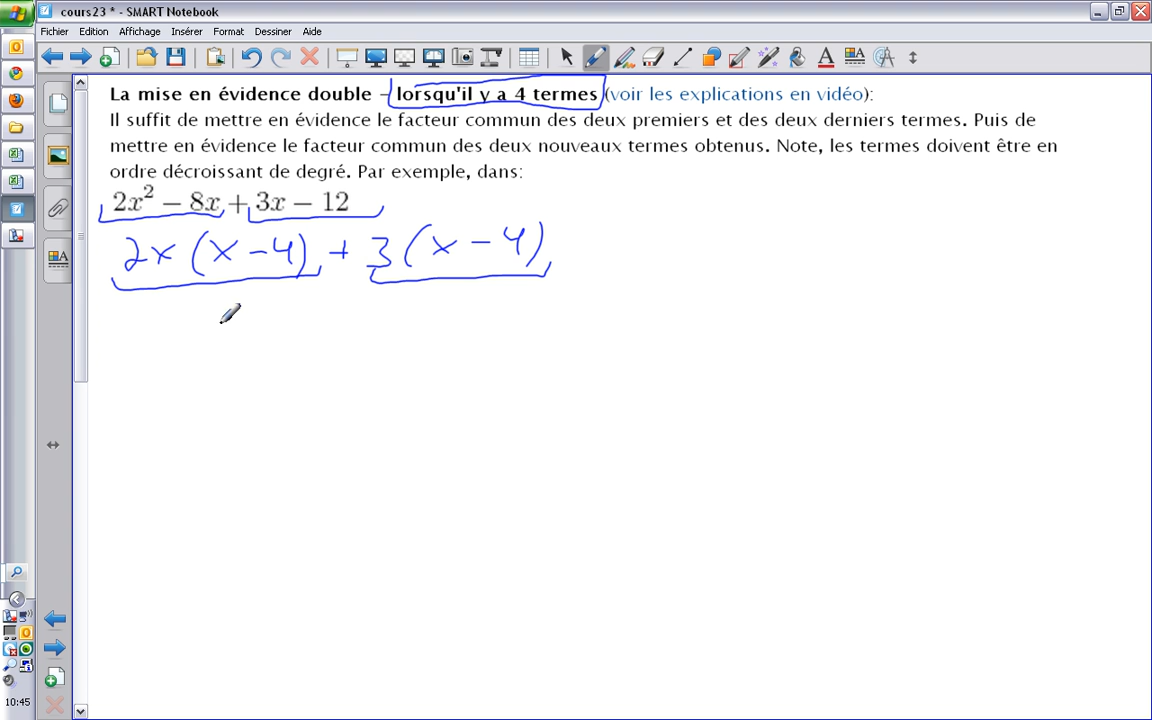 cours23 * - SMART Notebook
Fichier Edition Affichage Insérer Format Dessiner Aide
La mise en évidence double - lorsqu'il y a 4 termes (voir les explications en vidéo):
Il suffit de mettre en évidence le facteur commun des deux premiers et des deux derniers termes. Puis de
mettre en évidence le facteur commun des deux nouveaux termes obtenus. Note, les termes doivent être en
ordre décroissant de degré. Par exemple, dans:
2x² − 8x + 3x − 12
2x (x − 4) + 3 (x − 4)
10:45